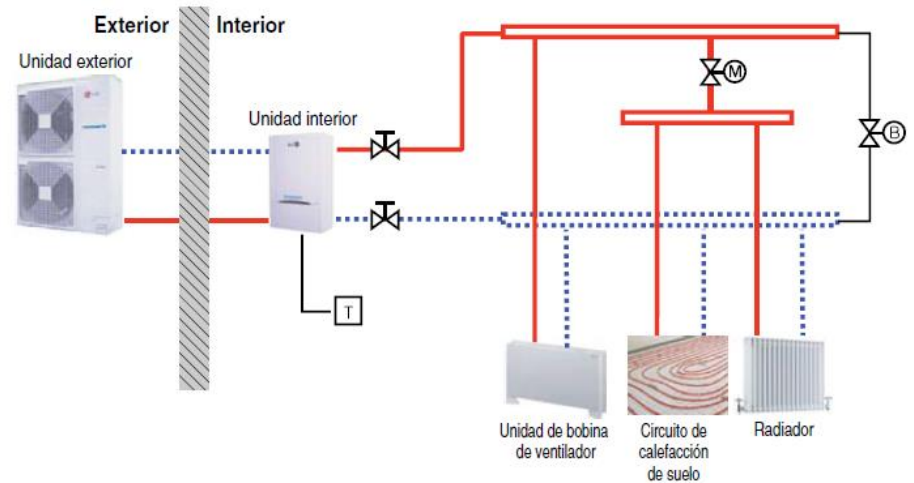 Exterior
Interior
Unidad exterior
Unidad interior
M
B
T
Unidad de bobina
de ventilador
Circuito de
calefacción
de suelo
Radiador